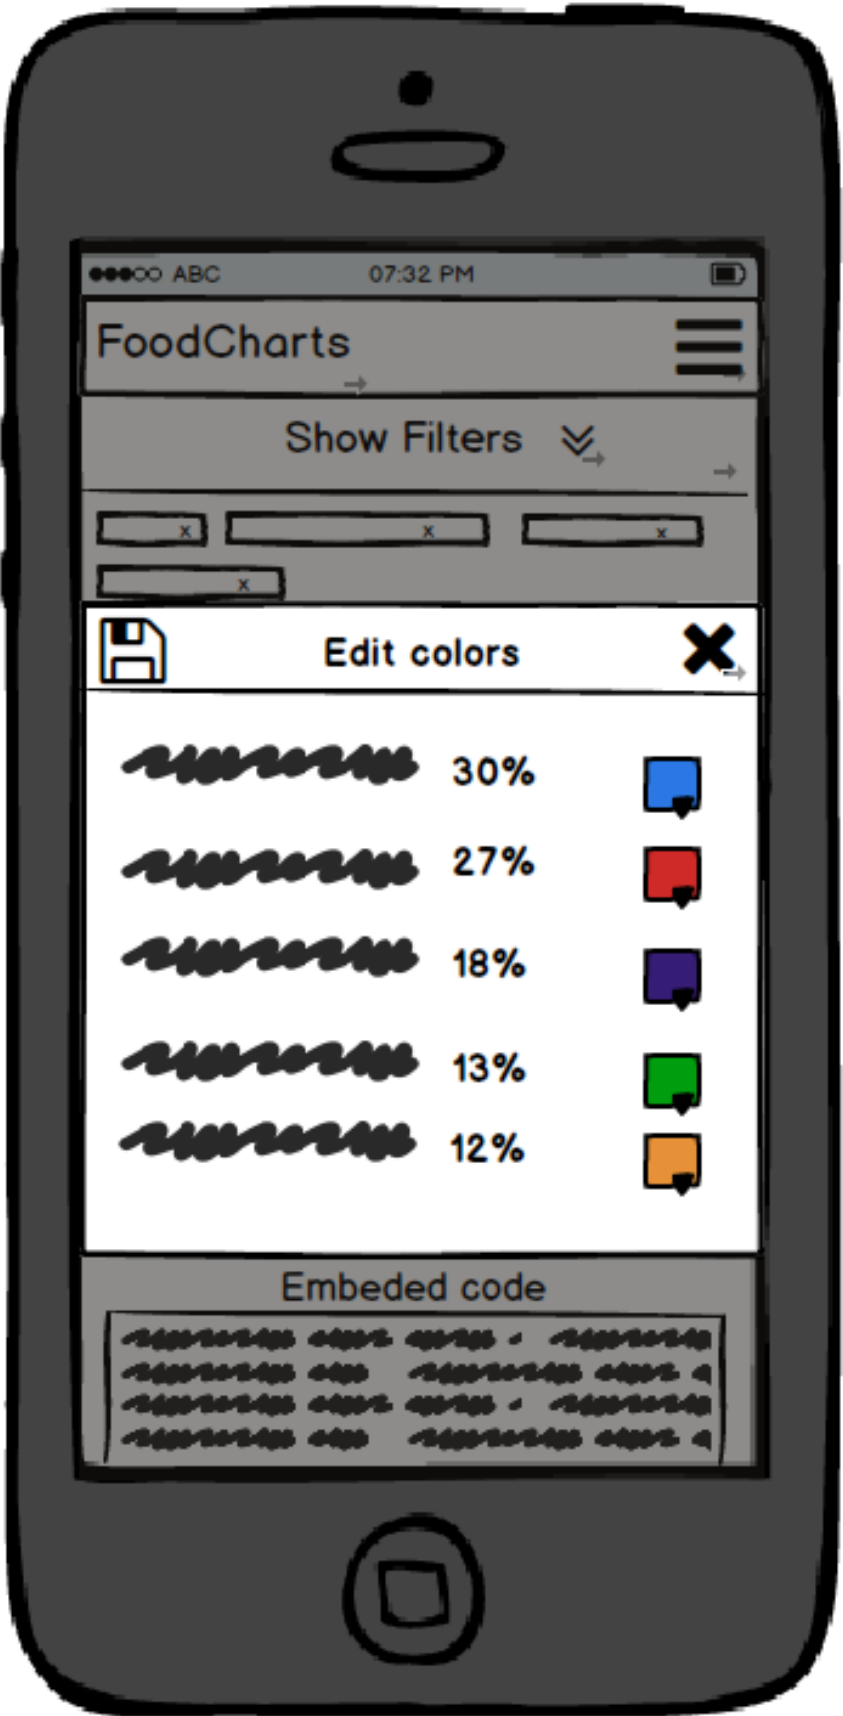 ABC 07:32 PM
FoodCharts
Show Filters
x x x
x
Edit colors
30%
27%
18%
13%
12%
Embeded code